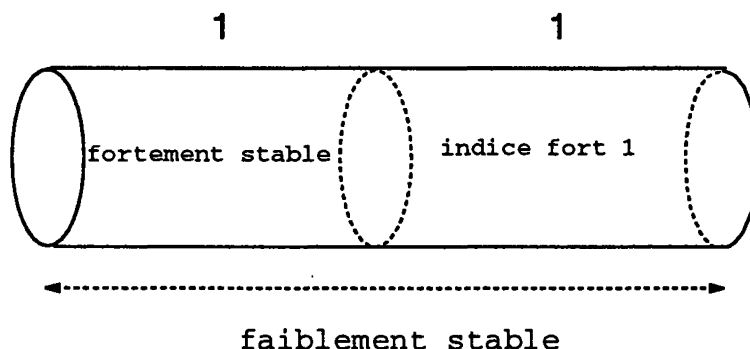 1 1
fortement stable indice fort 1
faiblement stable